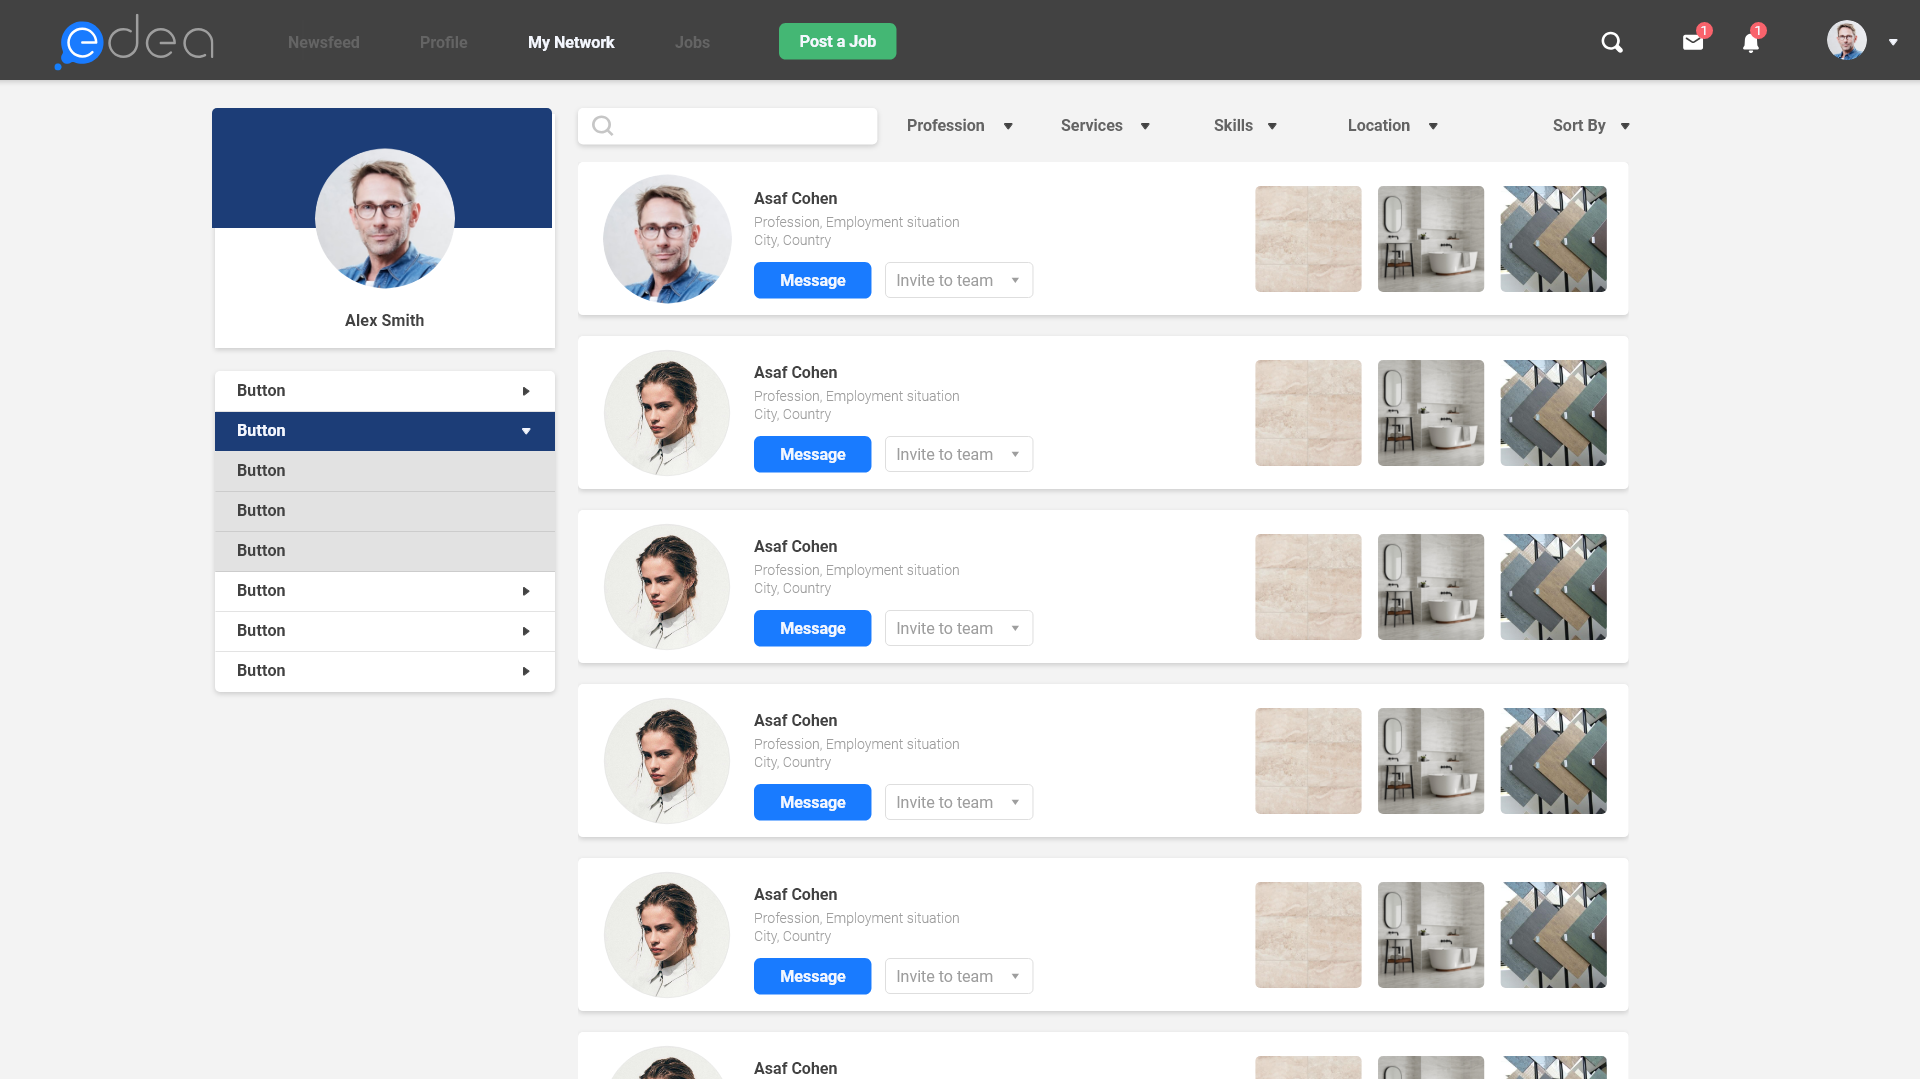 edea
Newsfeed
Profile
My Network
Jobs
Post a Job
1
1
Alex Smith
Button
Button
Button
Button
Button
Button
Button
Button
Profession
Services
Skills
Location
Sort By
Asaf Cohen
Profession, Employment situation
City, Country
Message
Invite to team
Asaf Cohen
Profession, Employment situation
City, Country
Message
Invite to team
Asaf Cohen
Profession, Employment situation
City, Country
Message
Invite to team
Asaf Cohen
Profession, Employment situation
City, Country
Message
Invite to team
Asaf Cohen
Profession, Employment situation
City, Country
Message
Invite to team
Asaf Cohen